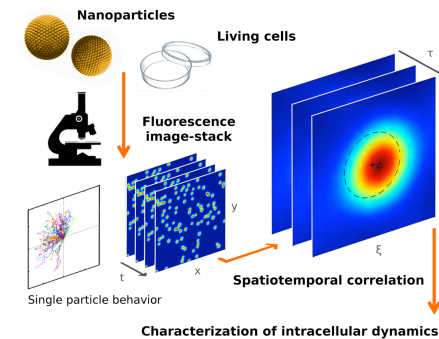 Nanoparticles
Living cells
Fluorescence
image-stack
τ
y
x
t
ξ
Single particle behavior
Spatiotemporal correlation
Characterization of intracellular dynamics